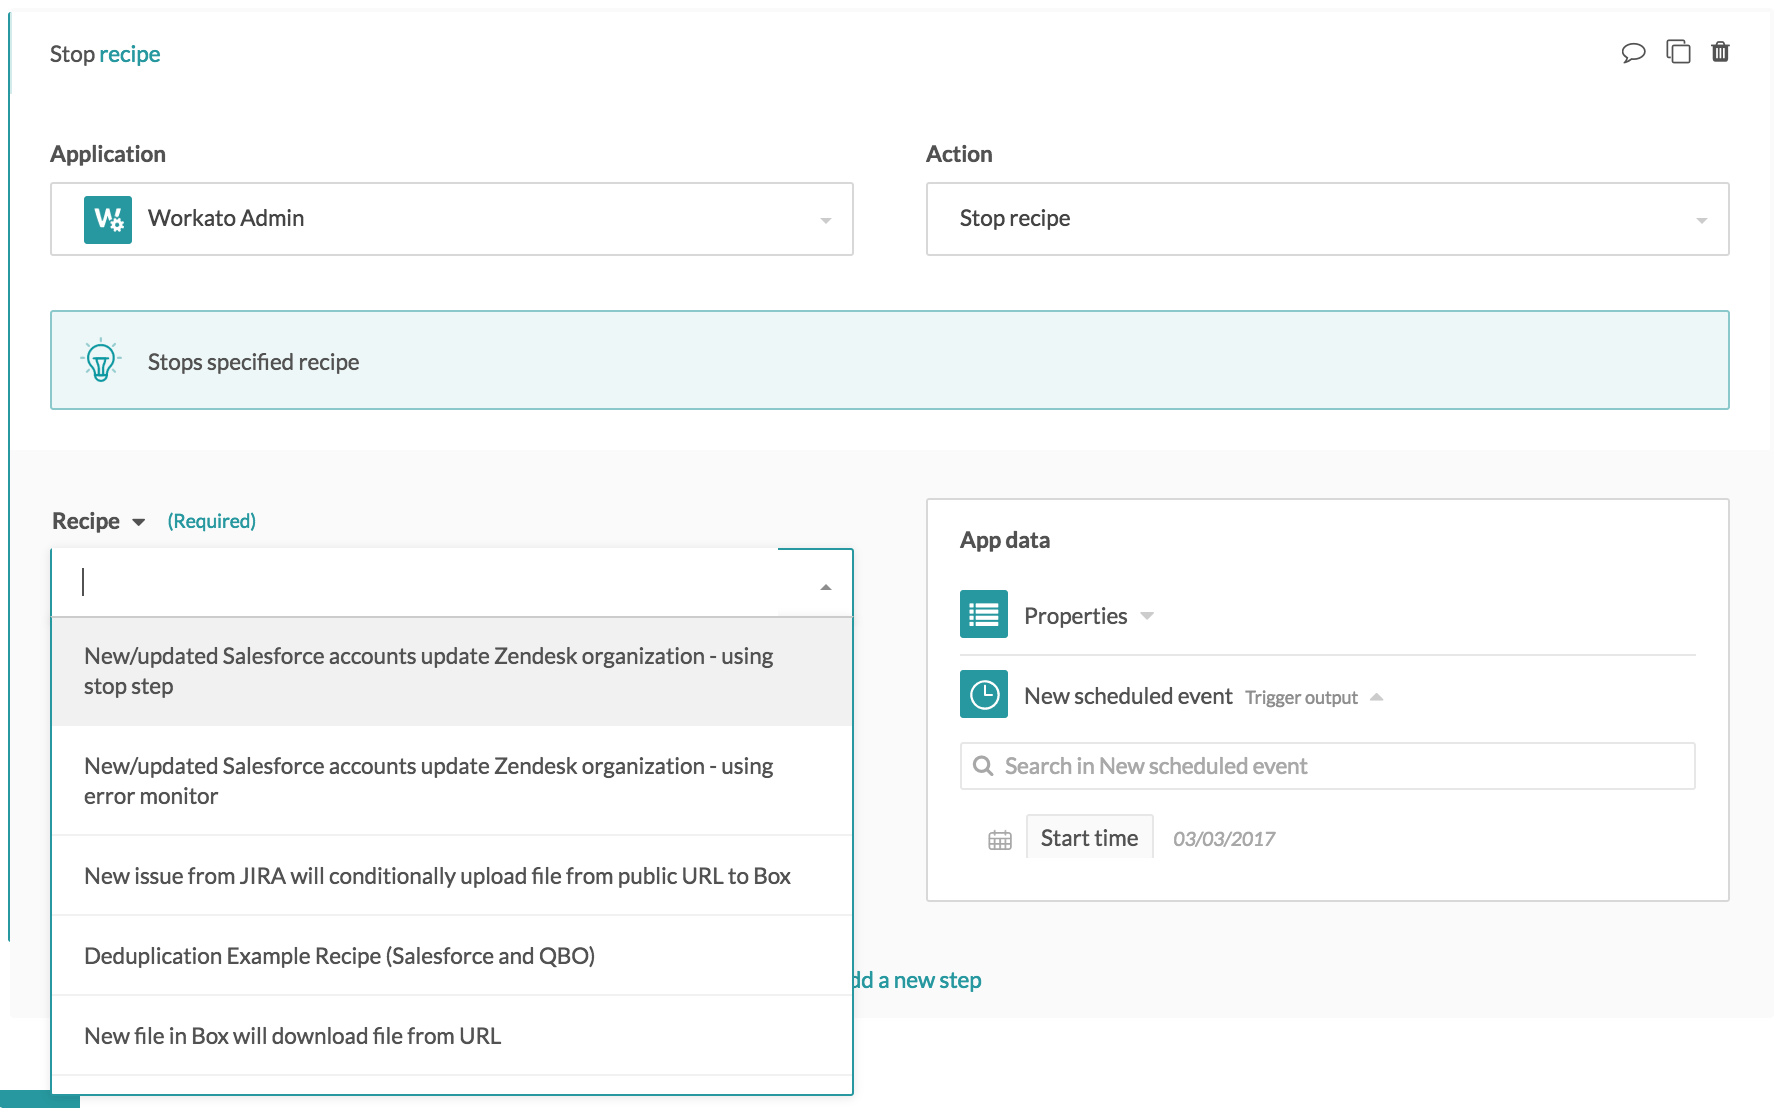 Stop recipe
Application
Action
Workato Admin
Stop recipe
Stops specified recipe
Recipe
(Required)
New/updated Salesforce accounts update Zendesk organization - using
stop step
New/updated Salesforce accounts update Zendesk organization - using
error monitor
New issue from JIRA will conditionally upload file from public URL to Box
Deduplication Example Recipe (Salesforce and QBO)
New file in Box will download file from URL
App data
Properties
New scheduled event Trigger output
Search in New scheduled event
Start time 03/03/2017
dd a new step